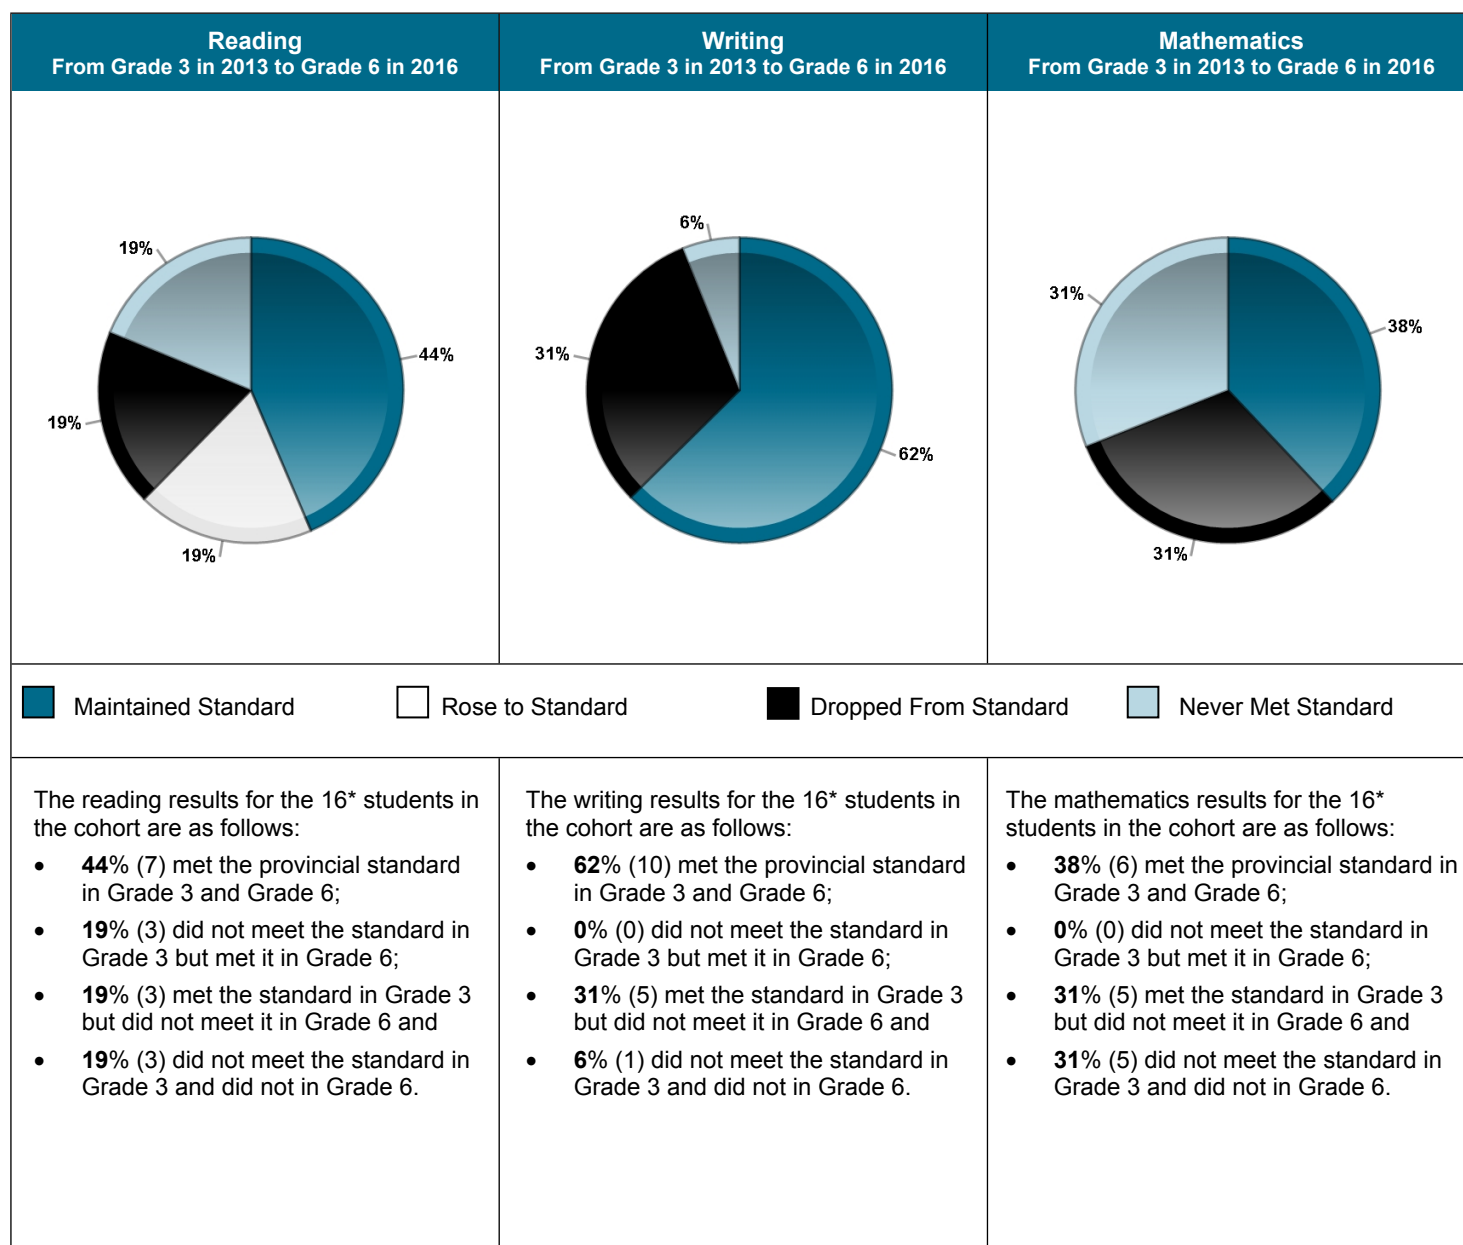 Reading
From Grade 3 in 2013 to Grade 6 in 2016
Writing
From Grade 3 in 2013 to Grade 6 in 2016
Mathematics
From Grade 3 in 2013 to Grade 6 in 2016
19%
44%
19%
19%
6%
31%
62%
31%
38%
31%
Maintained Standard
Rose to Standard
Dropped From Standard
Never Met Standard
The reading results for the 16* students in
the cohort are as follows:
• 44% (7) met the provincial standard
in Grade 3 and Grade 6;
• 19% (3) did not meet the standard in
Grade 3 but met it in Grade 6;
• 19% (3) met the standard in Grade 3
but did not meet it in Grade 6 and
• 19% (3) did not meet the standard in
Grade 3 and did not in Grade 6.
The writing results for the 16* students in
the cohort are as follows:
• 62% (10) met the provincial standard
in Grade 3 and Grade 6;
• 0% (0) did not meet the standard in
Grade 3 but met it in Grade 6;
• 31% (5) met the standard in Grade 3
but did not meet it in Grade 6 and
• 6% (1) did not meet the standard in
Grade 3 and did not in Grade 6.
The mathematics results for the 16*
students in the cohort are as follows:
• 38% (6) met the provincial standard in
Grade 3 and Grade 6;
• 0% (0) did not meet the standard in
Grade 3 but met it in Grade 6;
• 31% (5) met the standard in Grade 3
but did not meet it in Grade 6 and
• 31% (5) did not meet the standard in
Grade 3 and did not in Grade 6.